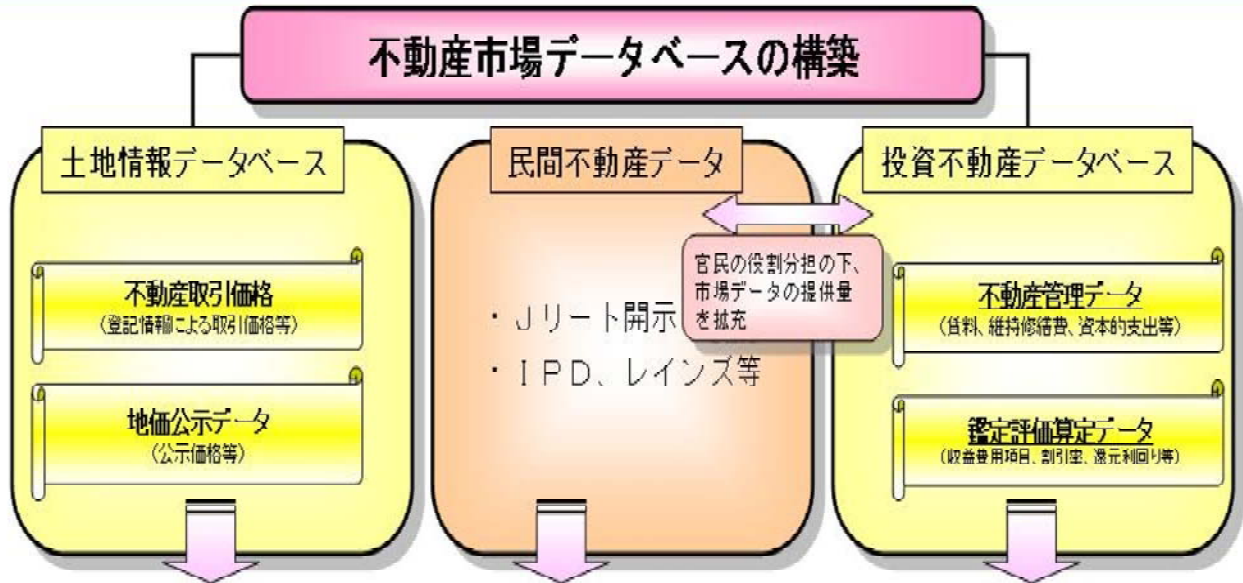 不動産市場データベースの構築
土地情報データベース
不動産取引価格
(登記情報による取引価格等)
地価公示データ
(公示価格等)
民間不動産データ
・Jリート開示
・IPD、レインズ等
官民の役割分担の下、
市場データの提供量
を拡充
投資不動産データベース
不動産管理データ
(賃料、維持修繕費、資本的支出等)
鑑定評価算定データ
(収益費用項目、割引率、還元利回り等)